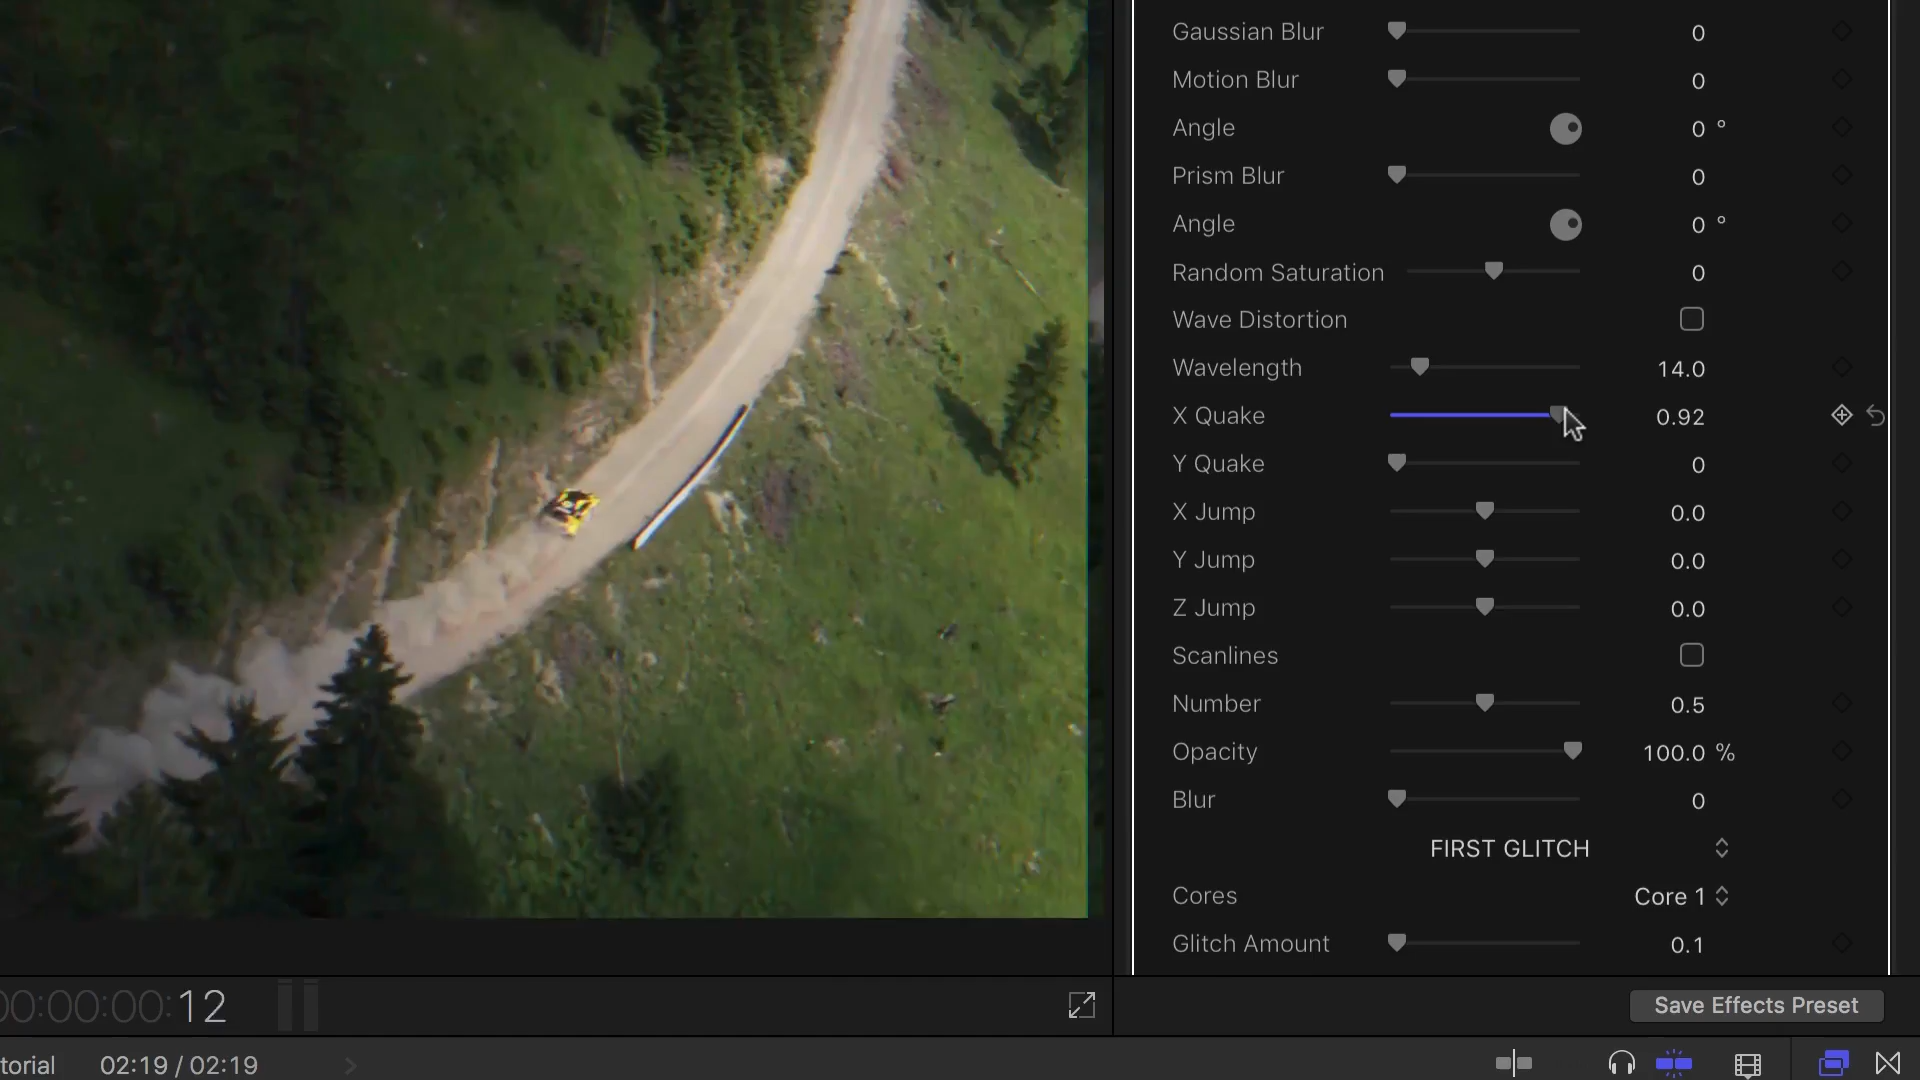 Gaussian Blur 0
Motion Blur 0
Angle 0 °
Prism Blur 0
Angle 0 °
Random Saturation 0
Wave Distortion
Wavelength 14.0
X Quake 0.92
Y Quake 0
X Jump 0.0
Y Jump 0.0
Z Jump 0.0
Scanlines
Number 0.5
Opacity 100.0 %
Blur 0
FIRST GLITCH
Cores Core 1
Glitch Amount 0.1
00:00:00:12
Save Effects Preset
torial 02:19 / 02:19